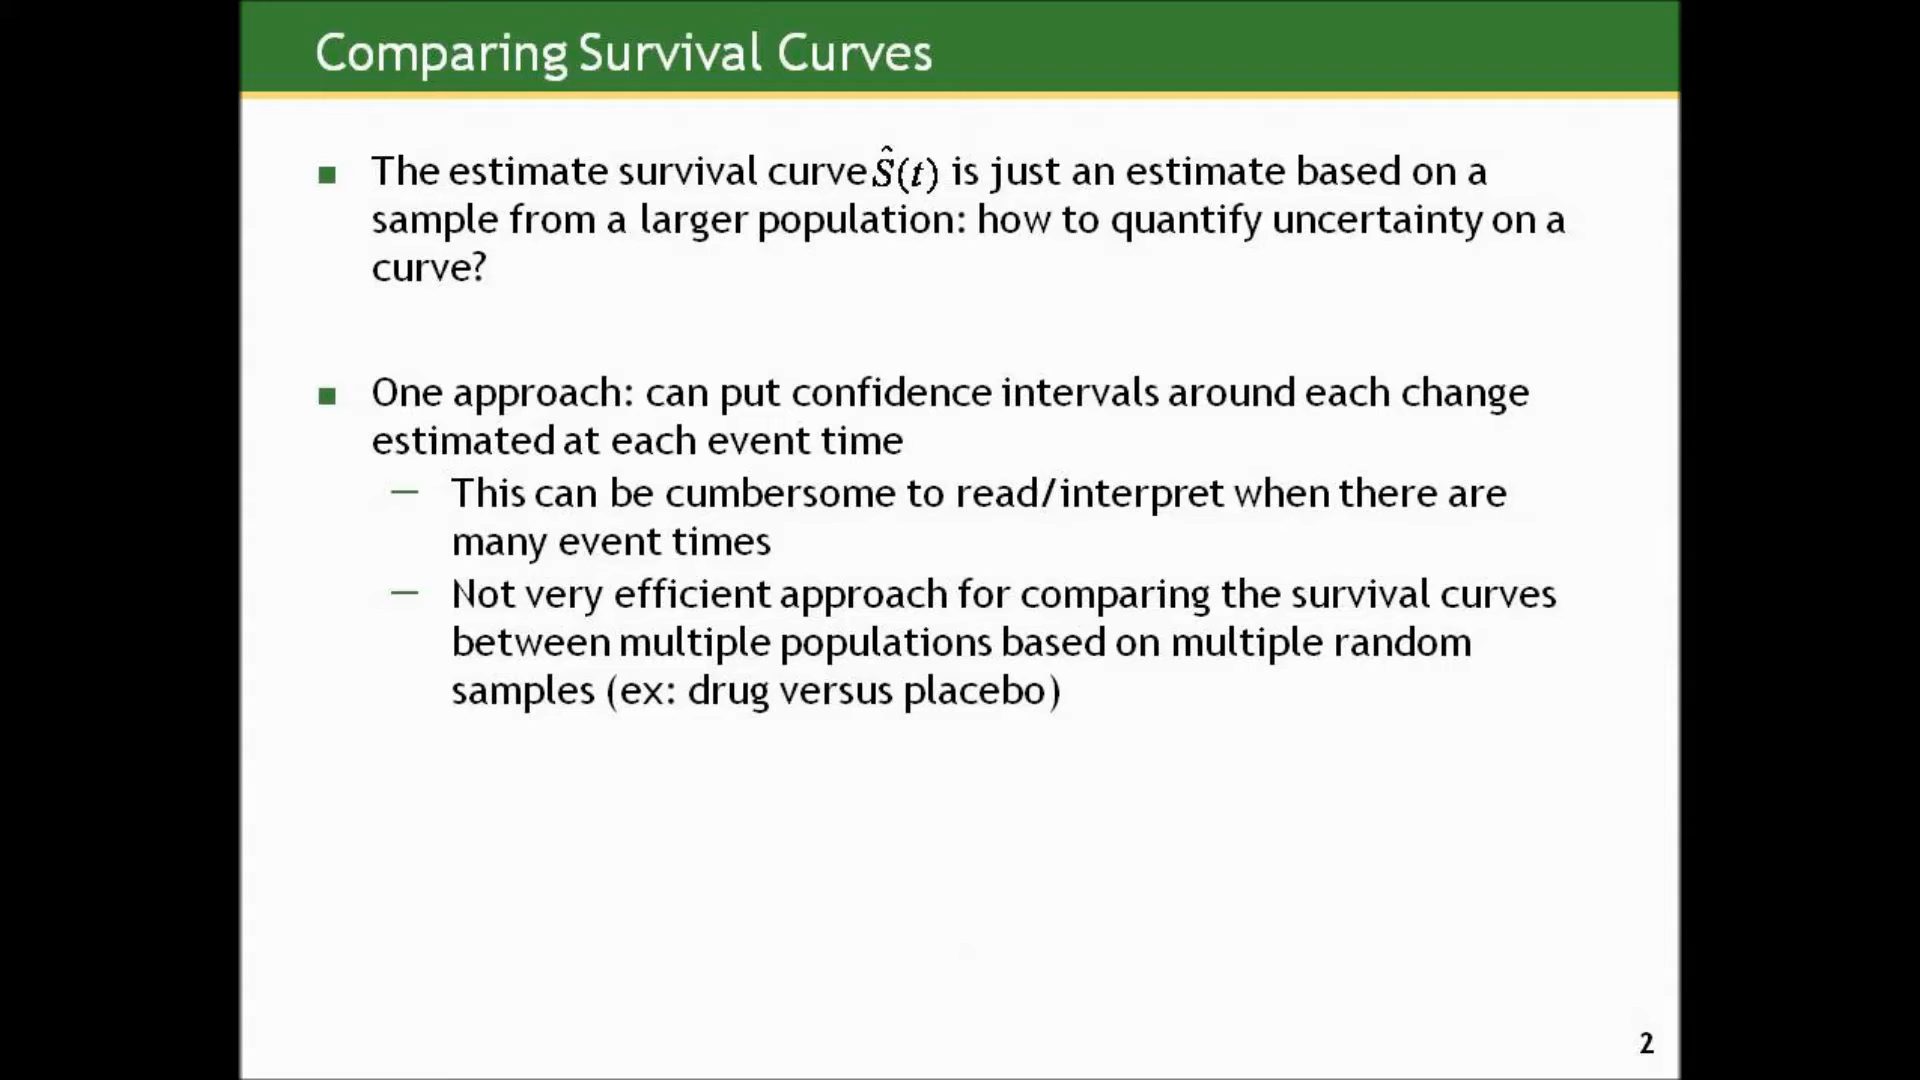 Comparing Survival Curves
■ The estimate survival curve Ŝ(t) is just an estimate based on a
sample from a larger population: how to quantify uncertainty on a
curve?
■ One approach: can put confidence intervals around each change
estimated at each event time
— This can be cumbersome to read/interpret when there are
many event times
— Not very efficient approach for comparing the survival curves
between multiple populations based on multiple random
samples (ex: drug versus placebo)
2